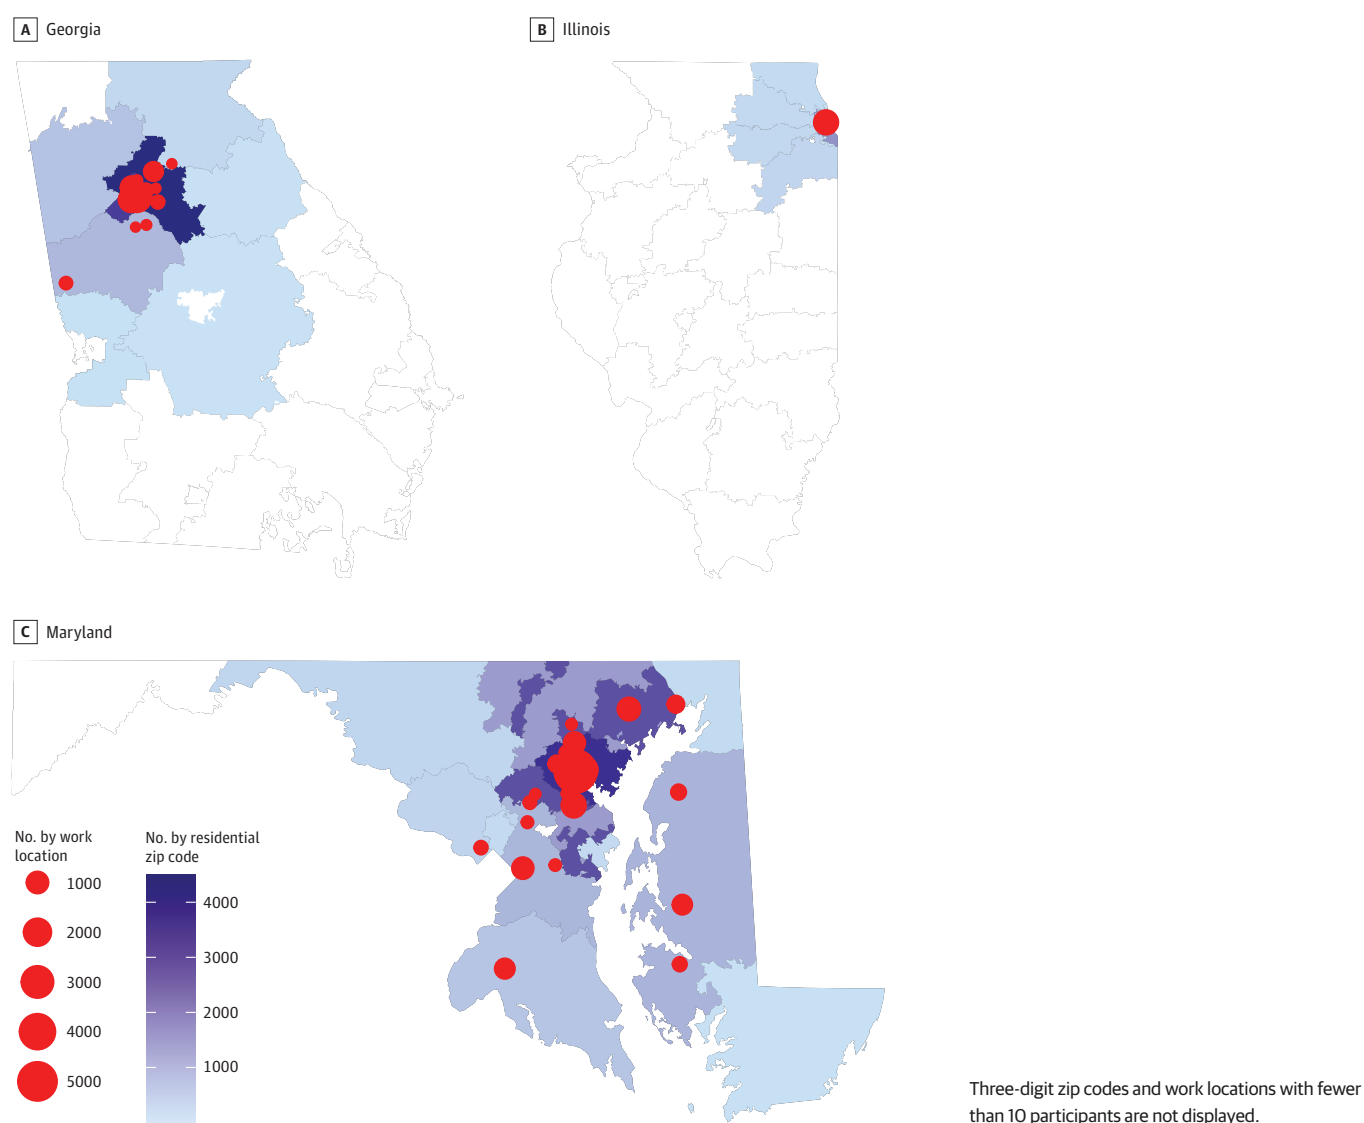 A Georgia
B Illinois
C Maryland
No. by work
location
1000
2000
3000
4000
5000
No. by residential
zip code
4000
3000
2000
1000
Three-digit zip codes and work locations with fewer
than 10 participants are not displayed.